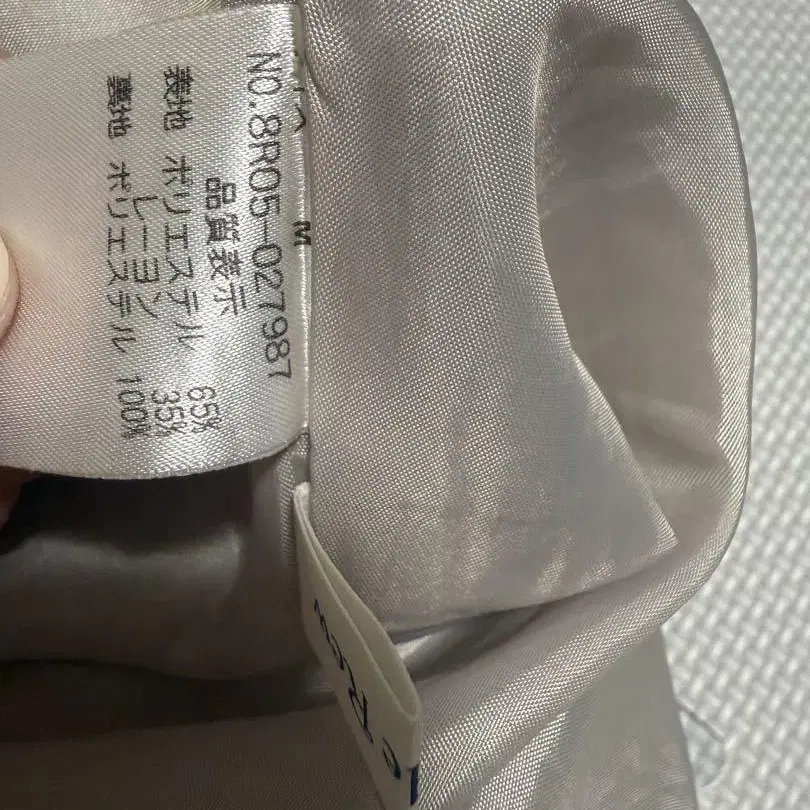 M
NO.8R05-027987
品質表示
表地 ポリエステル 65%
レーヨン 35%
裏地 ポリエステル 100%
e Rew